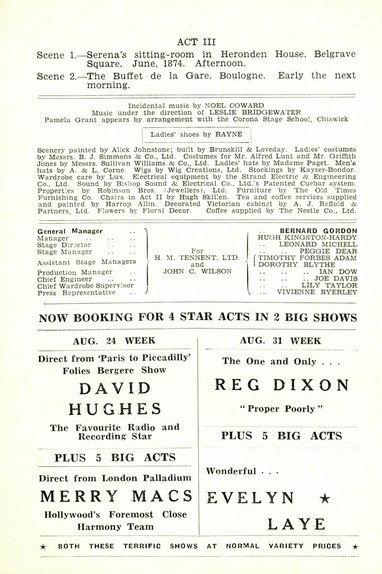 ACT III
Scene 1.—Serena's sitting-room in Heronden House, Belgrave
Square. June, 1874. Afternoon.
Scene 2.—The Buffet de la Gare, Boulogne. Early the next
morning.
Incidental music by NOEL COWARD
Music under the direction of LESLIE BRIDGEWATER
Pamela Grant appears by arrangement with the Corona Stage School, Chiswick
Ladies' shoes by RAYNE
Scenery painted by Alick Johnstone; built by Brunskill & Loveday. Ladies' costumes
by Messrs. B. J. Simmons & Co., Ltd. Costumes for Mr. Alfred Lunt and Mr. Griffith
Jones by Messrs. Sullivan Williams & Co., Ltd. Ladies' hats by Madame Paget. Men's
hats by A. & L. Corne. Wigs by Wig Creations, Ltd. Stockings by Kayser-Bondor.
Wardrobe care by Lux. Electrical equipment by the Strand Electric & Engineering
Co., Ltd. Sound by Bishop Sound & Electrical Co., Ltd.'s Patented Cuebar system.
Properties by Robinson Bros. (Jewellers), Ltd. Furniture by The Old Times
Furnishing Co. Chairs in Act II by Hugh Skillen. Tea and coffee services supplied
and painted by Harrop Allin. Decorated Victorian cabinet by A. J. Reffold &
Partners, Ltd. Flowers by Floral Decor. Coffee supplied by The Nestle Co., Ltd.
General Manager .. BERNARD GORDON
Manager .. .. HUGH KINGSTON-HARDY
Stage Director .. .. LEONARD MICHELL
Stage Manager .. .. PEGGIE DEAR
Assistant Stage Managers TIMOTHY FORBES ADAM
DOROTHY BLYTHE
For
H. M. TENNENT, LTD.
and
JOHN C. WILSON
Production Manager .. IAN DOW
Chief Engineer .. JOE DAVIS
Chief Wardrobe Supervisor LILY TAYLOR
Press Representative .. VIVIENNE BYERLEY
NOW BOOKING FOR 4 STAR ACTS IN 2 BIG SHOWS
AUG. 24 WEEK
Direct from 'Paris to Piccadilly'
Folies Bergere Show
DAVID
HUGHES
The Favourite Radio and
Recording Star
PLUS 5 BIG ACTS
Direct from London Palladium
MERRY MACS
Hollywood's Foremost Close
Harmony Team
AUG. 31 WEEK
The One and Only . . .
REG DIXON
"Proper Poorly"
PLUS 5 BIG ACTS
Wonderful . . .
EVELYN ★
LAYE
★ BOTH THESE TERRIFIC SHOWS AT NORMAL VARIETY PRICES ★